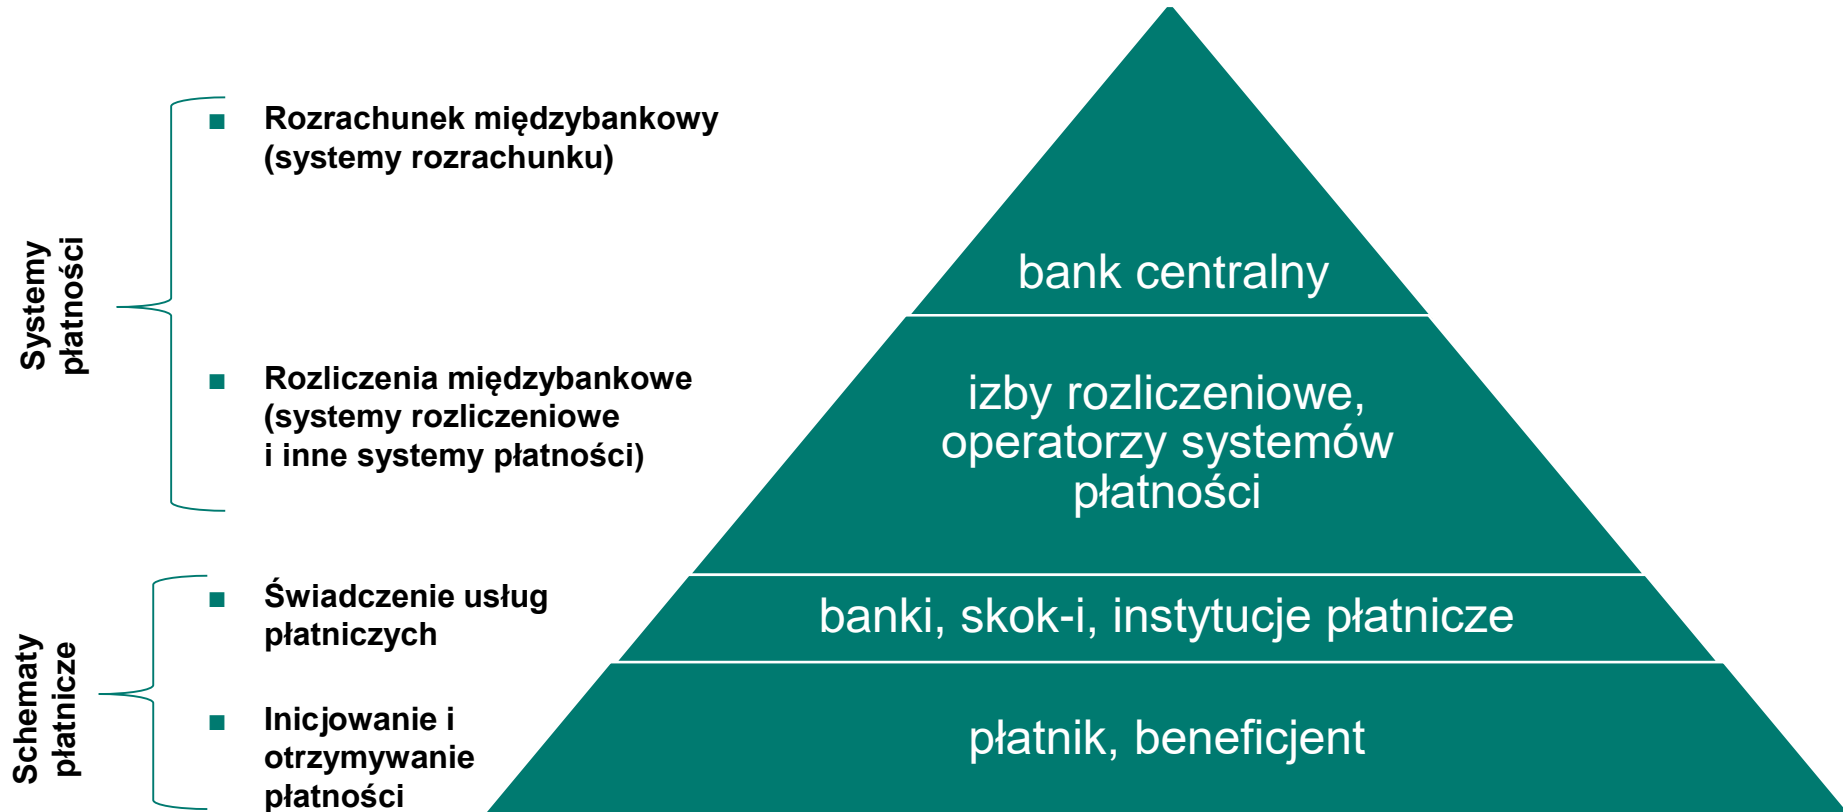 Systemy
płatności
Rozrachunek międzybankowy
(systemy rozrachunku)
bank centralny
Rozliczenia międzybankowe
(systemy rozliczeniowe
i inne systemy płatności)
izby rozliczeniowe,
operatorzy systemów
płatności
Schematy
płatnicze
Świadczenie usług
płatniczych
banki, skok-i, instytucje płatnicze
Inicjowanie i
otrzymywanie
płatności
płatnik, beneficjent